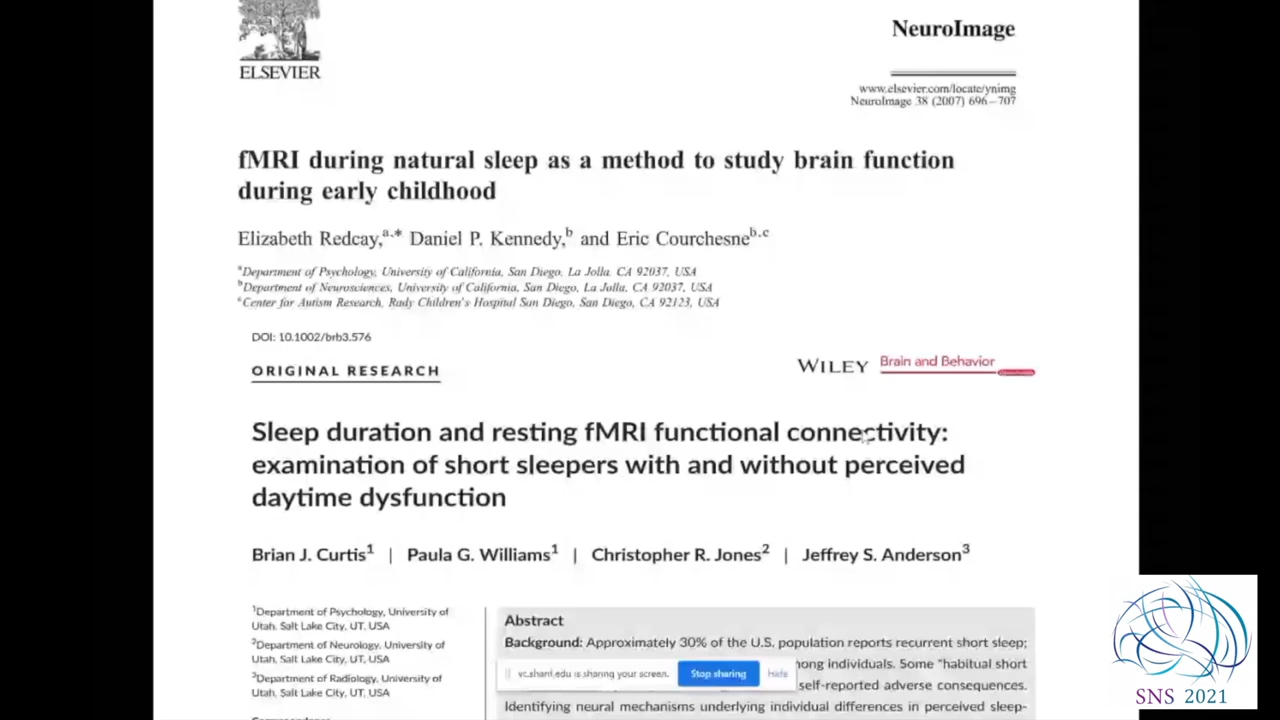 ELSEVIER
NeuroImage
www.elsevier.com/locate/ynimg
NeuroImage 38 (2007) 696–707
fMRI during natural sleep as a method to study brain function
during early childhood
Elizabeth Redcay,a,* Daniel P. Kennedy,b and Eric Courchesneb,c
aDepartment of Psychology, University of California, San Diego, La Jolla, CA 92037, USA
bDepartment of Neurosciences, University of California, San Diego, La Jolla, CA 92037, USA
cCenter for Autism Research, Rady Children's Hospital San Diego, San Diego, CA 92123, USA
DOI: 10.1002/brb3.576
ORIGINAL RESEARCH
WILEY Brain and Behavior
Sleep duration and resting fMRI functional connectivity:
examination of short sleepers with and without perceived
daytime dysfunction
Brian J. Curtis1 | Paula G. Williams1 | Christopher R. Jones2 | Jeffrey S. Anderson3
1Department of Psychology, University of
Utah, Salt Lake City, UT, USA
2Department of Neurology, University of
Utah, Salt Lake City, UT, USA
3Department of Radiology, University of
Utah, Salt Lake City, UT, USA
Abstract
Background: Approximately 30% of the U.S. population reports recurrent short sleep;
individuals. Some "habitual short
self-reported adverse consequences.
Identifying neural mechanisms underlying individual differences in perceived sleep-
is sharing your screen.
Stop sharing
Hide
SNS 2021